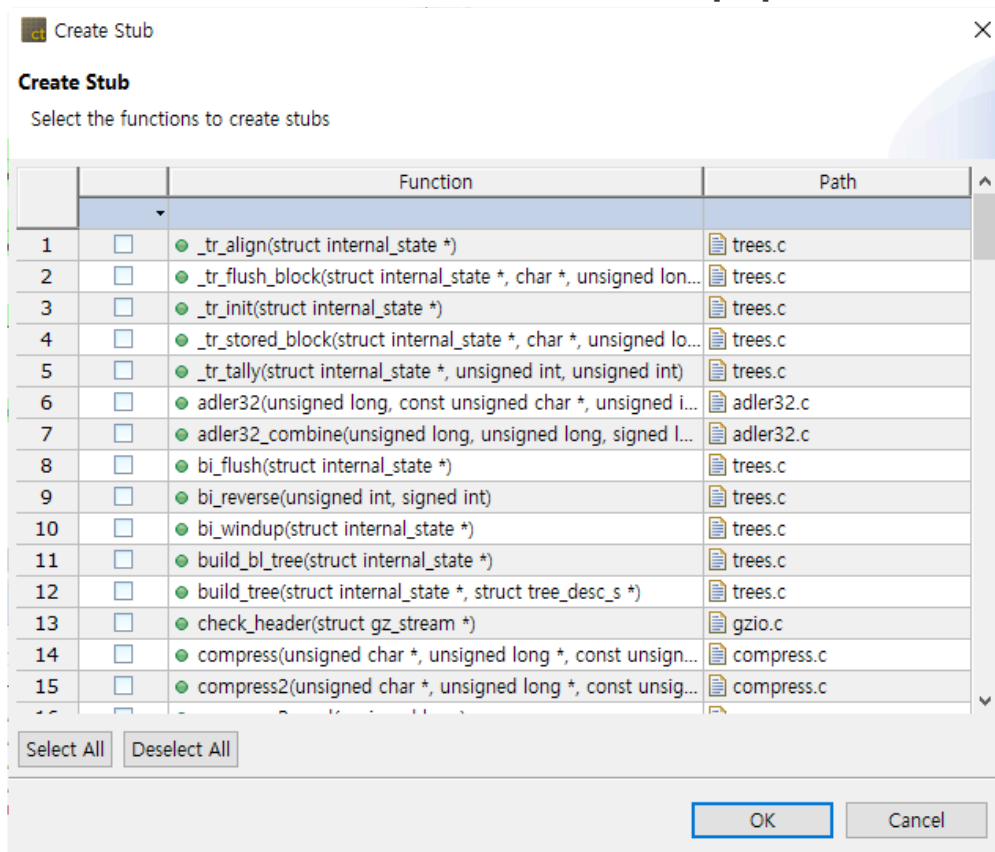 ct Create Stub
Create Stub
Select the functions to create stubs
Function Path
1 _tr_align(struct internal_state *) trees.c
2 _tr_flush_block(struct internal_state *, char *, unsigned lon... trees.c
3 _tr_init(struct internal_state *) trees.c
4 _tr_stored_block(struct internal_state *, char *, unsigned lo... trees.c
5 _tr_tally(struct internal_state *, unsigned int, unsigned int) trees.c
6 adler32(unsigned long, const unsigned char *, unsigned i... adler32.c
7 adler32_combine(unsigned long, unsigned long, signed l... adler32.c
8 bi_flush(struct internal_state *) trees.c
9 bi_reverse(unsigned int, signed int) trees.c
10 bi_windup(struct internal_state *) trees.c
11 build_bl_tree(struct internal_state *) trees.c
12 build_tree(struct internal_state *, struct tree_desc_s *) trees.c
13 check_header(struct gz_stream *) gzio.c
14 compress(unsigned char *, unsigned long *, const unsign... compress.c
15 compress2(unsigned char *, unsigned long *, const unsig... compress.c
Select All Deselect All
OK Cancel